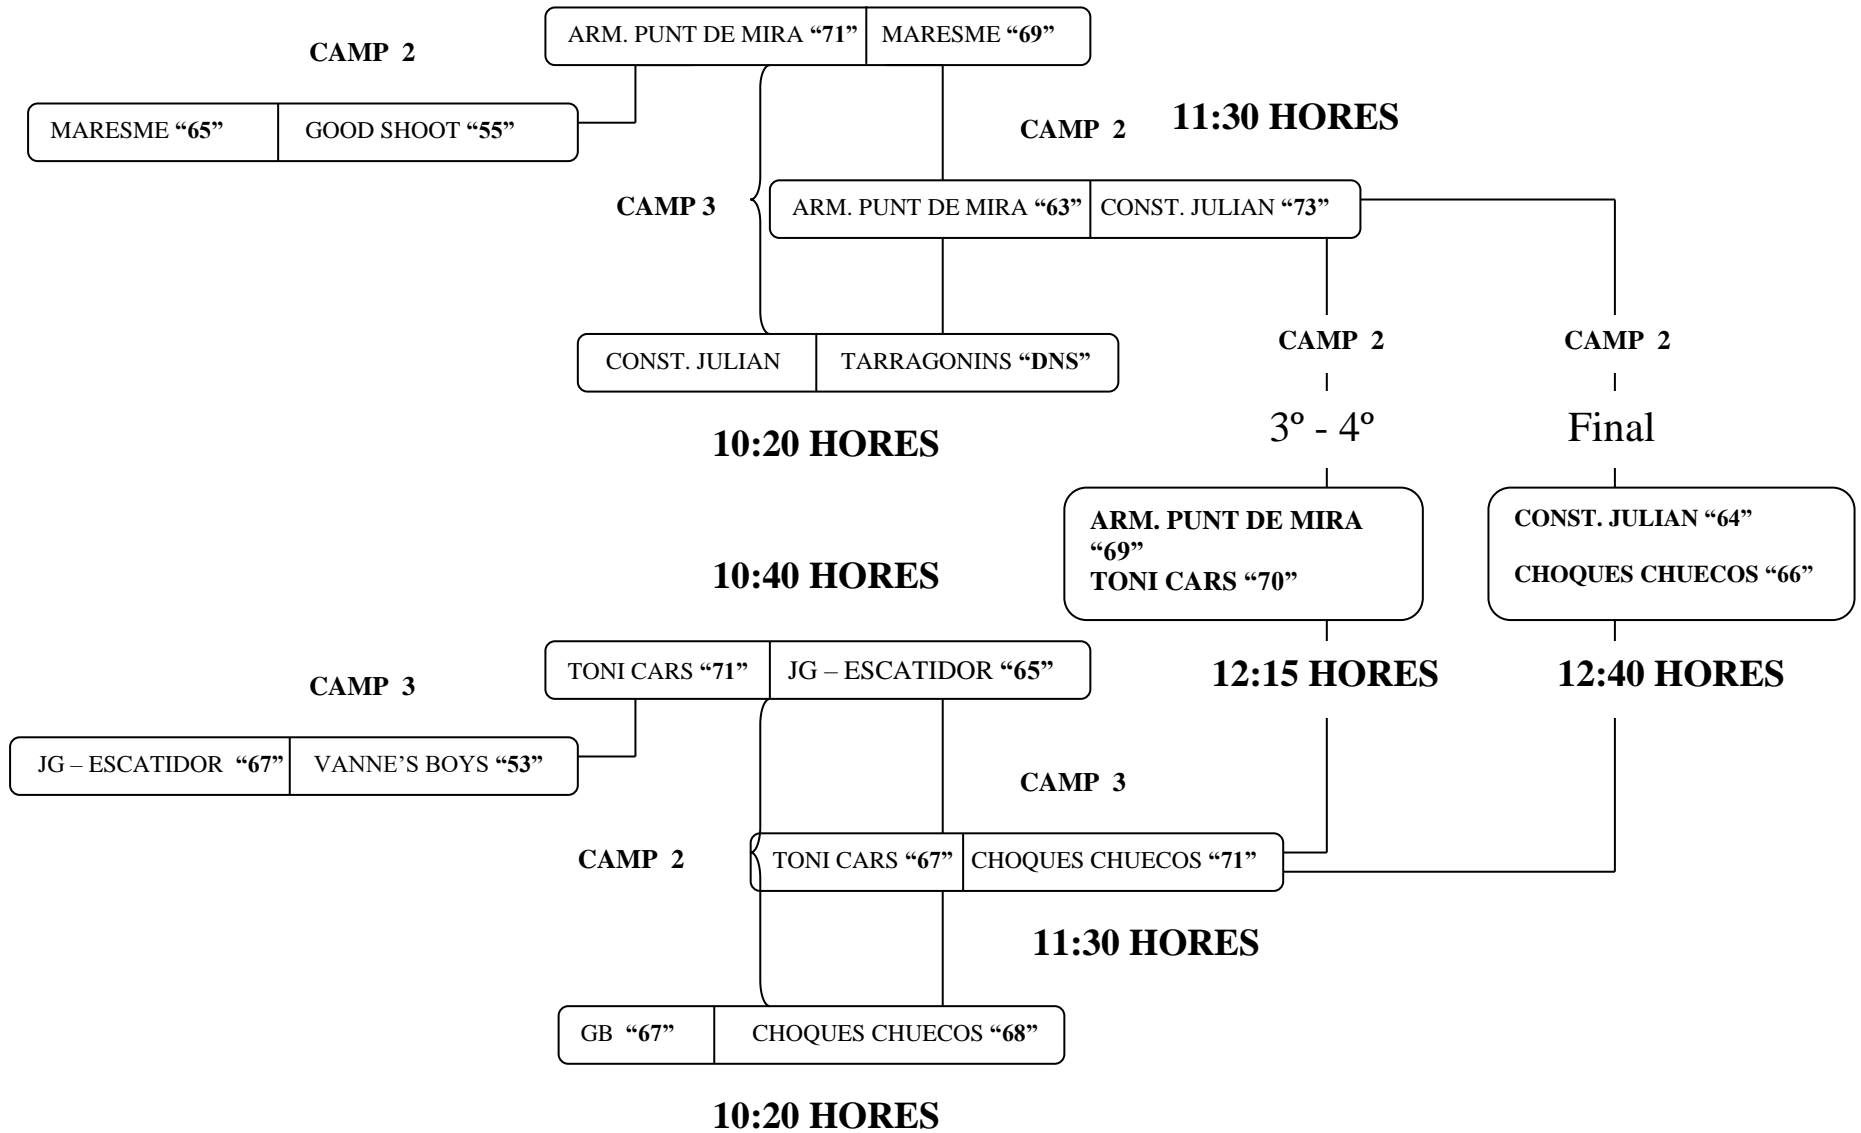 ARM. PUNT DE MIRA “71” MARESME “69”
CAMP 2
MARESME “65” GOOD SHOOT “55”
11:30 HORES
CAMP 2
CAMP 3
ARM. PUNT DE MIRA “63” CONST. JULIAN “73”
CAMP 2 CAMP 2
CONST. JULIAN TARRAGONINS “DNS”
3º - 4º Final
10:20 HORES
ARM. PUNT DE MIRA
“69”
TONI CARS “70”
CONST. JULIAN “64”
CHOQUES CHUECOS “66”
10:40 HORES
TONI CARS “71” JG – ESCATIDOR “65”
12:15 HORES 12:40 HORES
CAMP 3
JG – ESCATIDOR “67” VANNE’S BOYS “53”
CAMP 3
CAMP 2
TONI CARS “67” CHOQUES CHUECOS “71”
11:30 HORES
GB “67” CHOQUES CHUECOS “68”
10:20 HORES